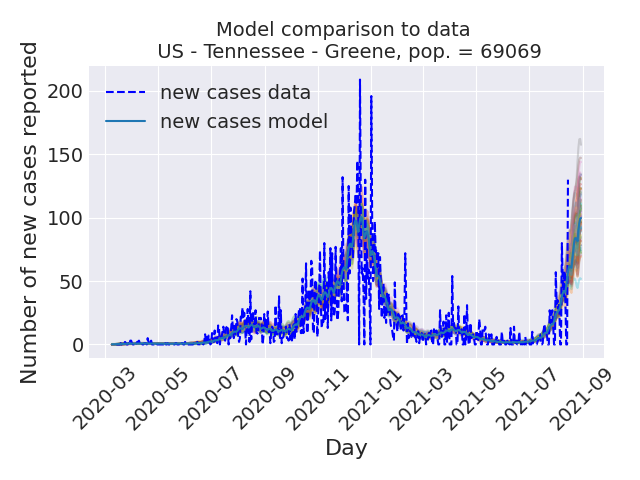 Model comparison to data
US - Tennessee - Greene, pop. = 69069
Number of new cases reported
200
150
100
50
0
new cases data
new cases model
2020-03
2020-05
2020-07
2020-09
2020-11
2021-01
2021-03
2021-05
2021-07
2021-09
Day